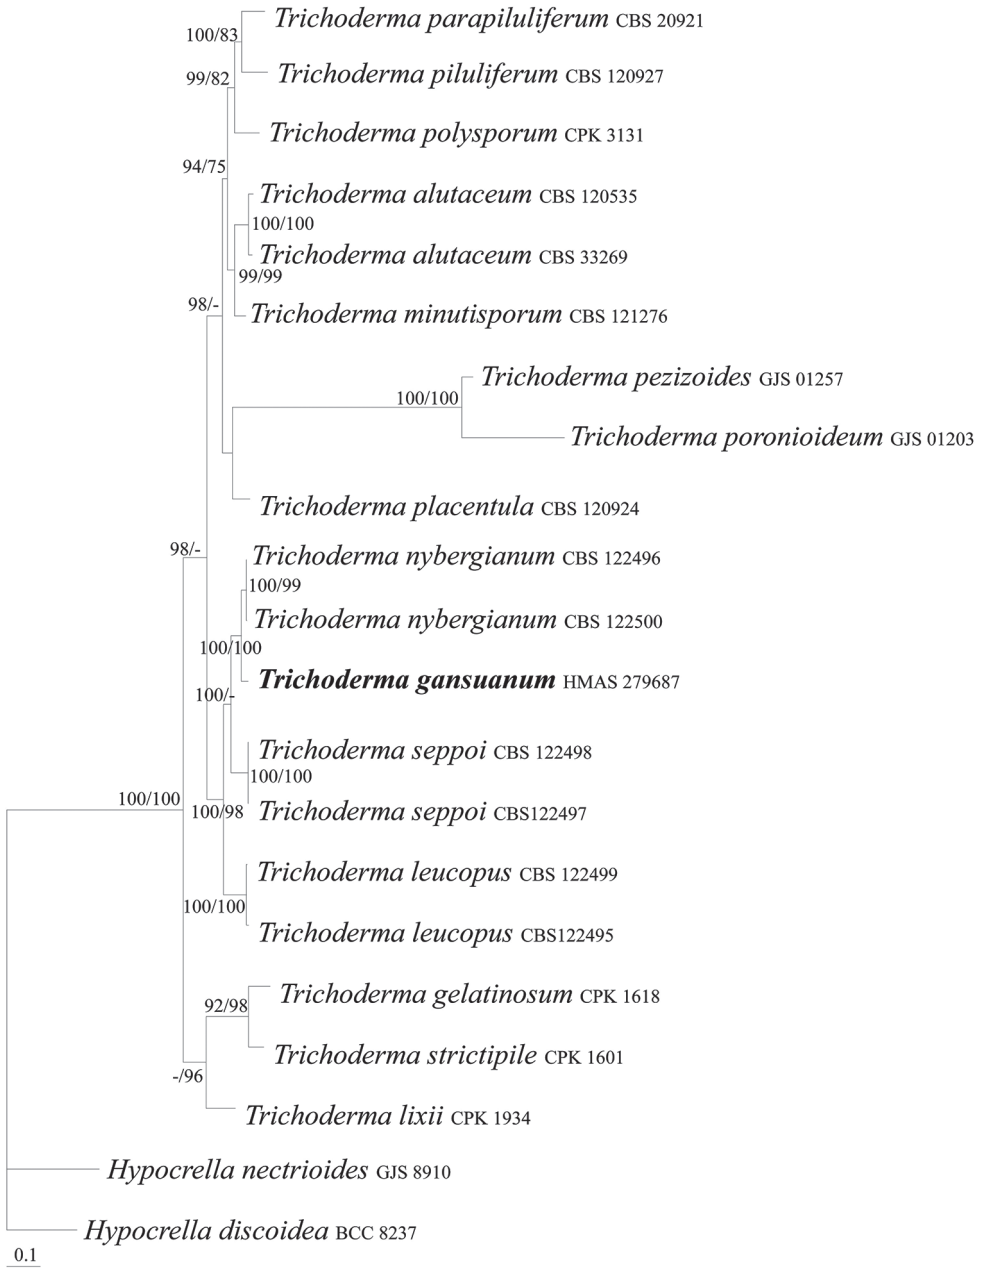 Trichoderma parapiluliferum CBS 20921
100/83
99/82
Trichoderma piluliferum CBS 120927
Trichoderma polysporum CPK 3131
94/75
Trichoderma alutaceum CBS 120535
100/100
Trichoderma alutaceum CBS 33269
99/99
98/-
Trichoderma minutisporum CBS 121276
Trichoderma pezizoides GJS 01257
100/100
Trichoderma poronioideum GJS 01203
Trichoderma placentula CBS 120924
98/-
Trichoderma nybergianum CBS 122496
100/99
Trichoderma nybergianum CBS 122500
100/100
Trichoderma gansuanum HMAS 279687
100/-
Trichoderma seppoi CBS 122498
100/100
100/100
100/98
Trichoderma seppoi CBS122497
Trichoderma leucopus CBS 122499
100/100
Trichoderma leucopus CBS122495
Trichoderma gelatinosum CPK 1618
92/98
Trichoderma strictipile CPK 1601
-/96
Trichoderma lixii CPK 1934
Hypocrella nectrioides GJS 8910
Hypocrella discoidea BCC 8237
0.1